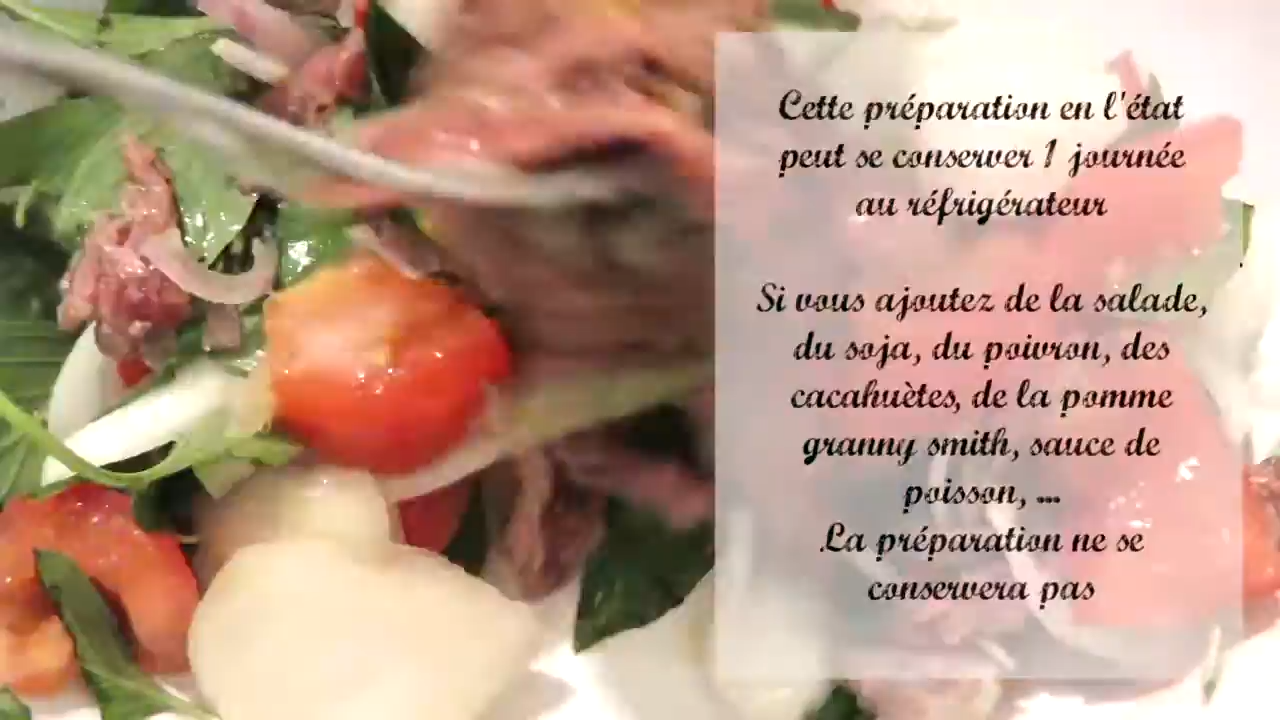 Cette préparation en l'état
peut se conserver 1 journée
au réfrigérateur
Si vous ajoutez de la salade,
du soja, du poivron, des
cacahuètes, de la pomme
granny smith, sauce de
poisson, ...
La préparation ne se
conservera pas